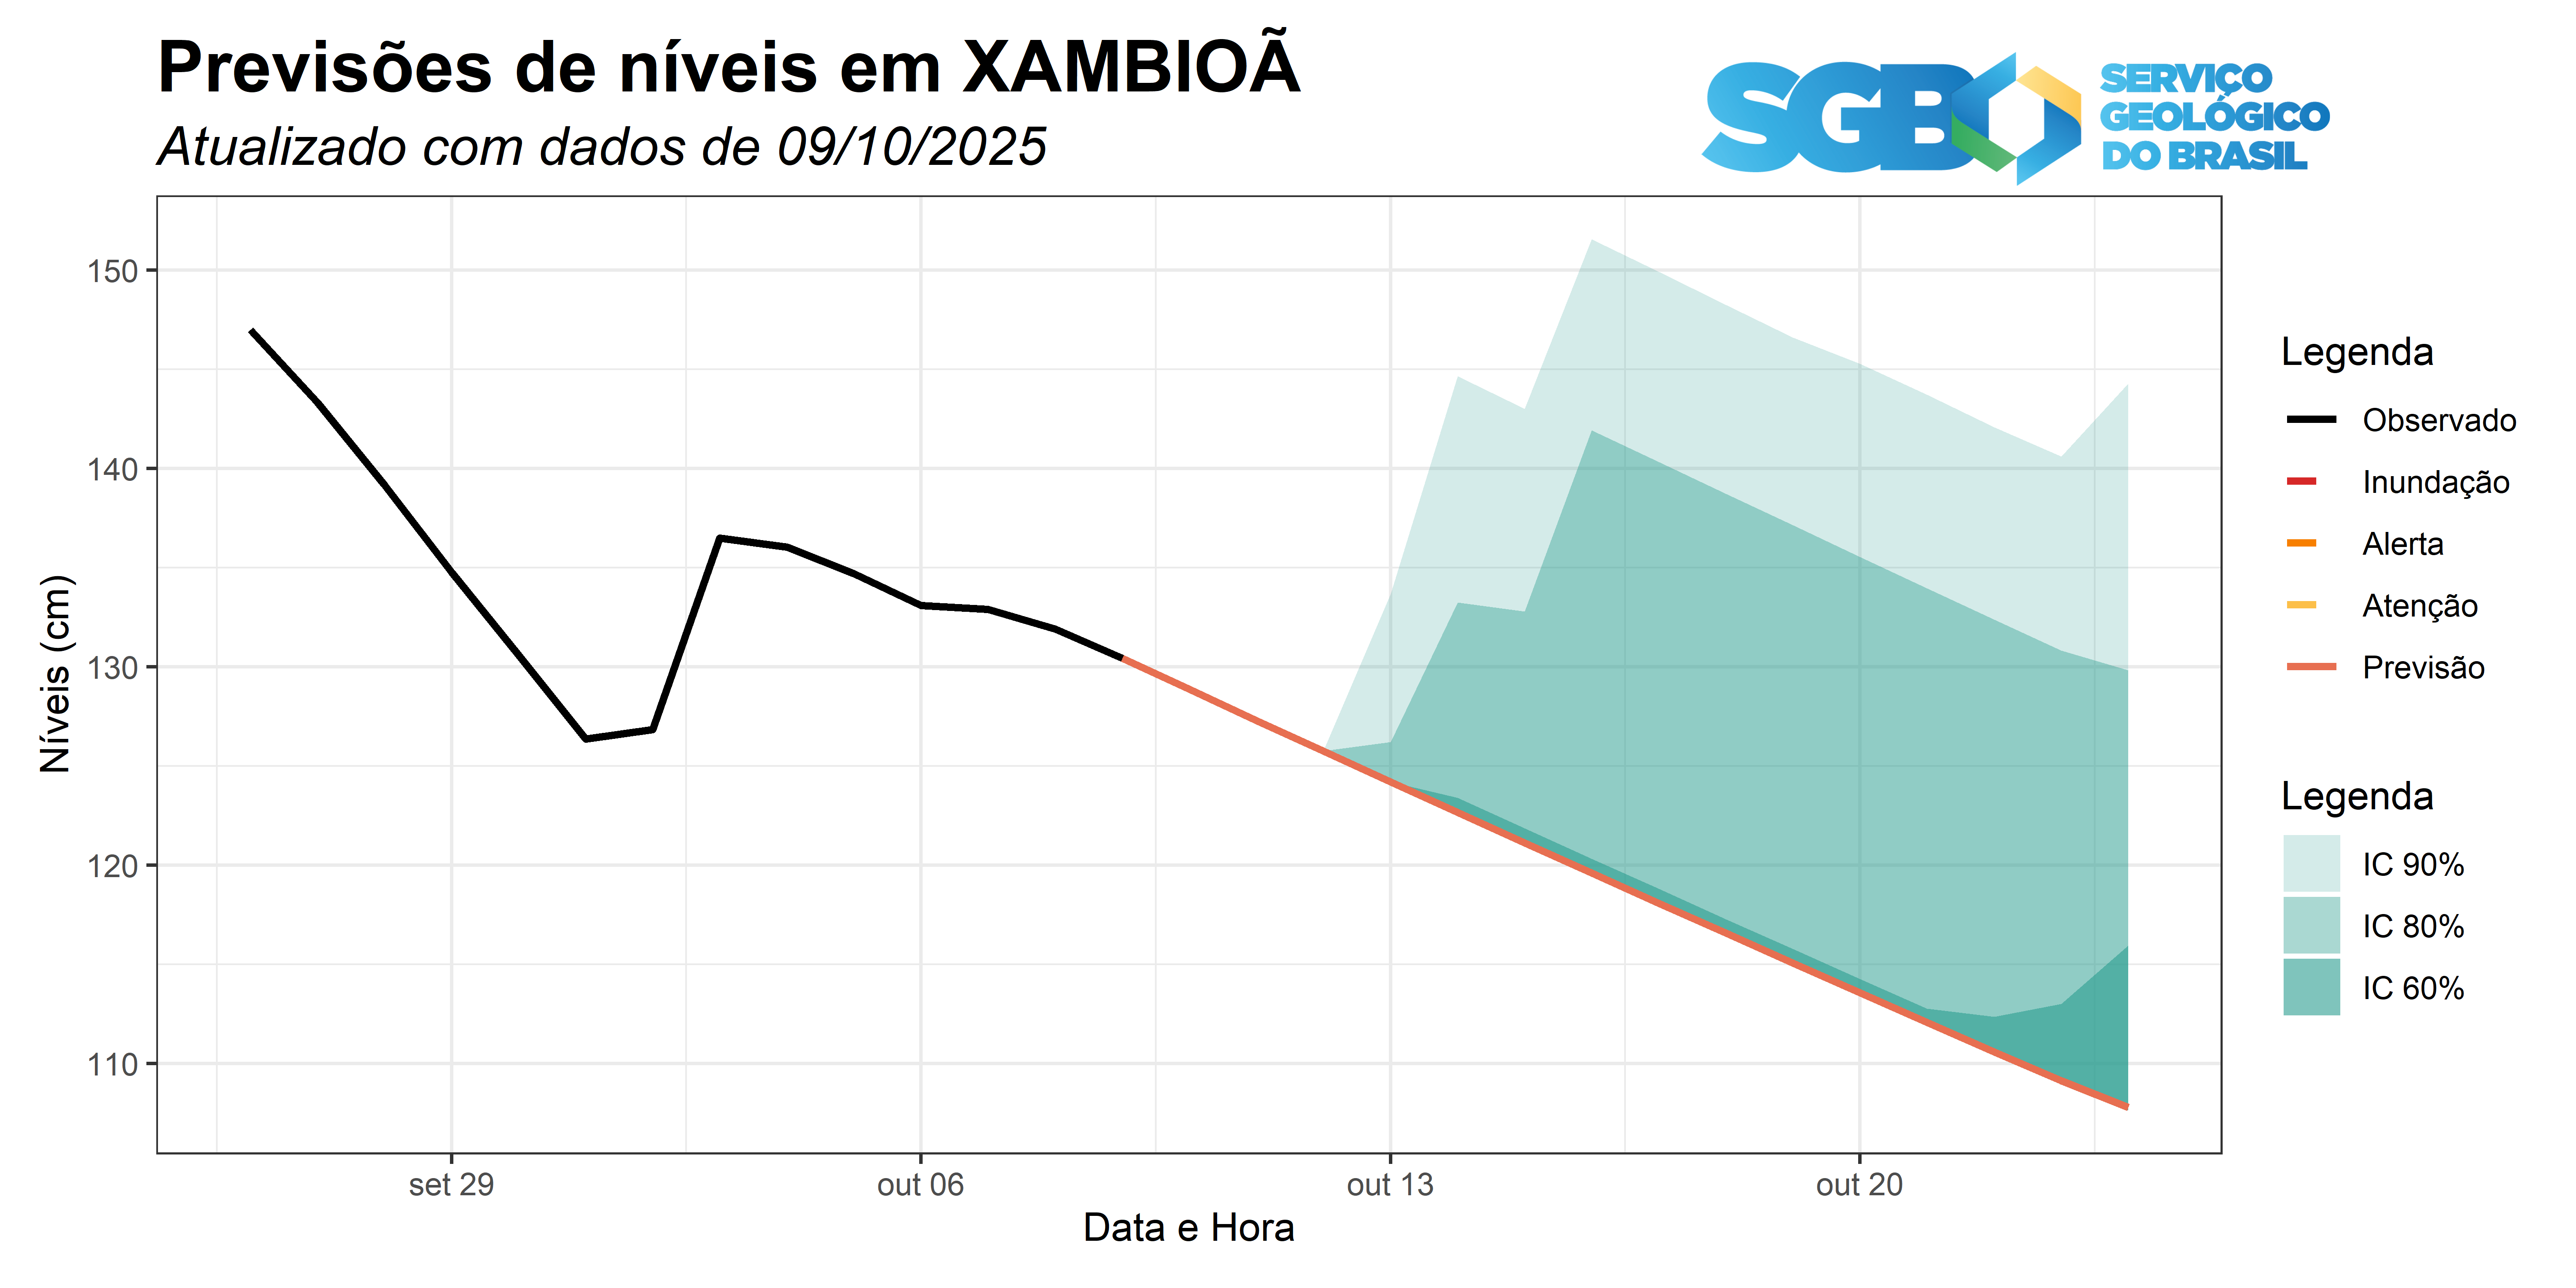 Previsões de níveis em XAMBIOÃ
Atualizado com dados de 09/10/2025
SGB
SERVIÇO
GEOLÓGICO
DO BRASIL
Níveis (cm)
150
140
130
120
110
set 29
out 06
out 13
out 20
Data e Hora
Legenda
Observado
Inundação
Alerta
Atenção
Previsão
Legenda
IC 90%
IC 80%
IC 60%